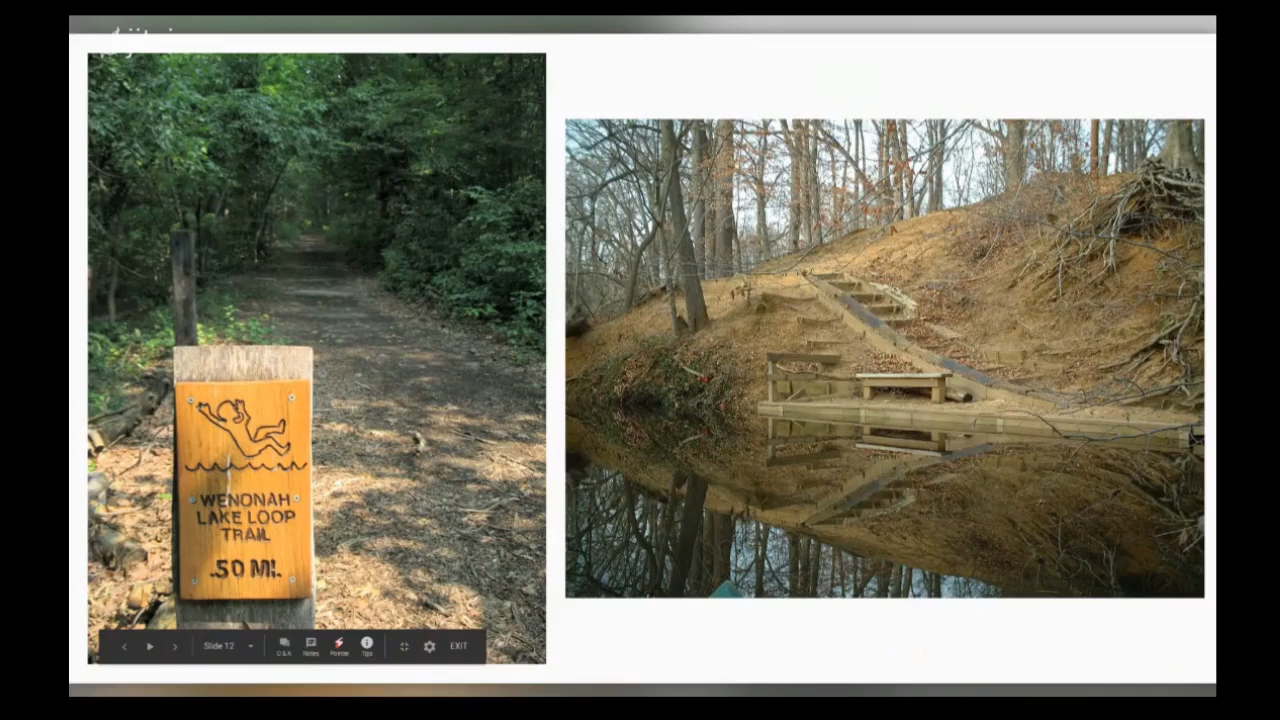 WENONAH
LAKE LOOP
TRAIL
.50 MI.
Slide 12
Q & A
Notes
Pointer
Tips
EXIT